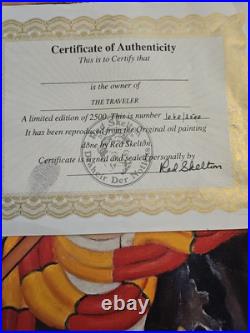 Certificate of Authenticity
This is to Certify that
is the owner of
THE TRAVELER
A limited edition of 2500. This is number 1040/2500
It has been reproduced from the Original oil painting
done by Red Skelton.
Certificate is signed and sealed personally by
Red Skelton